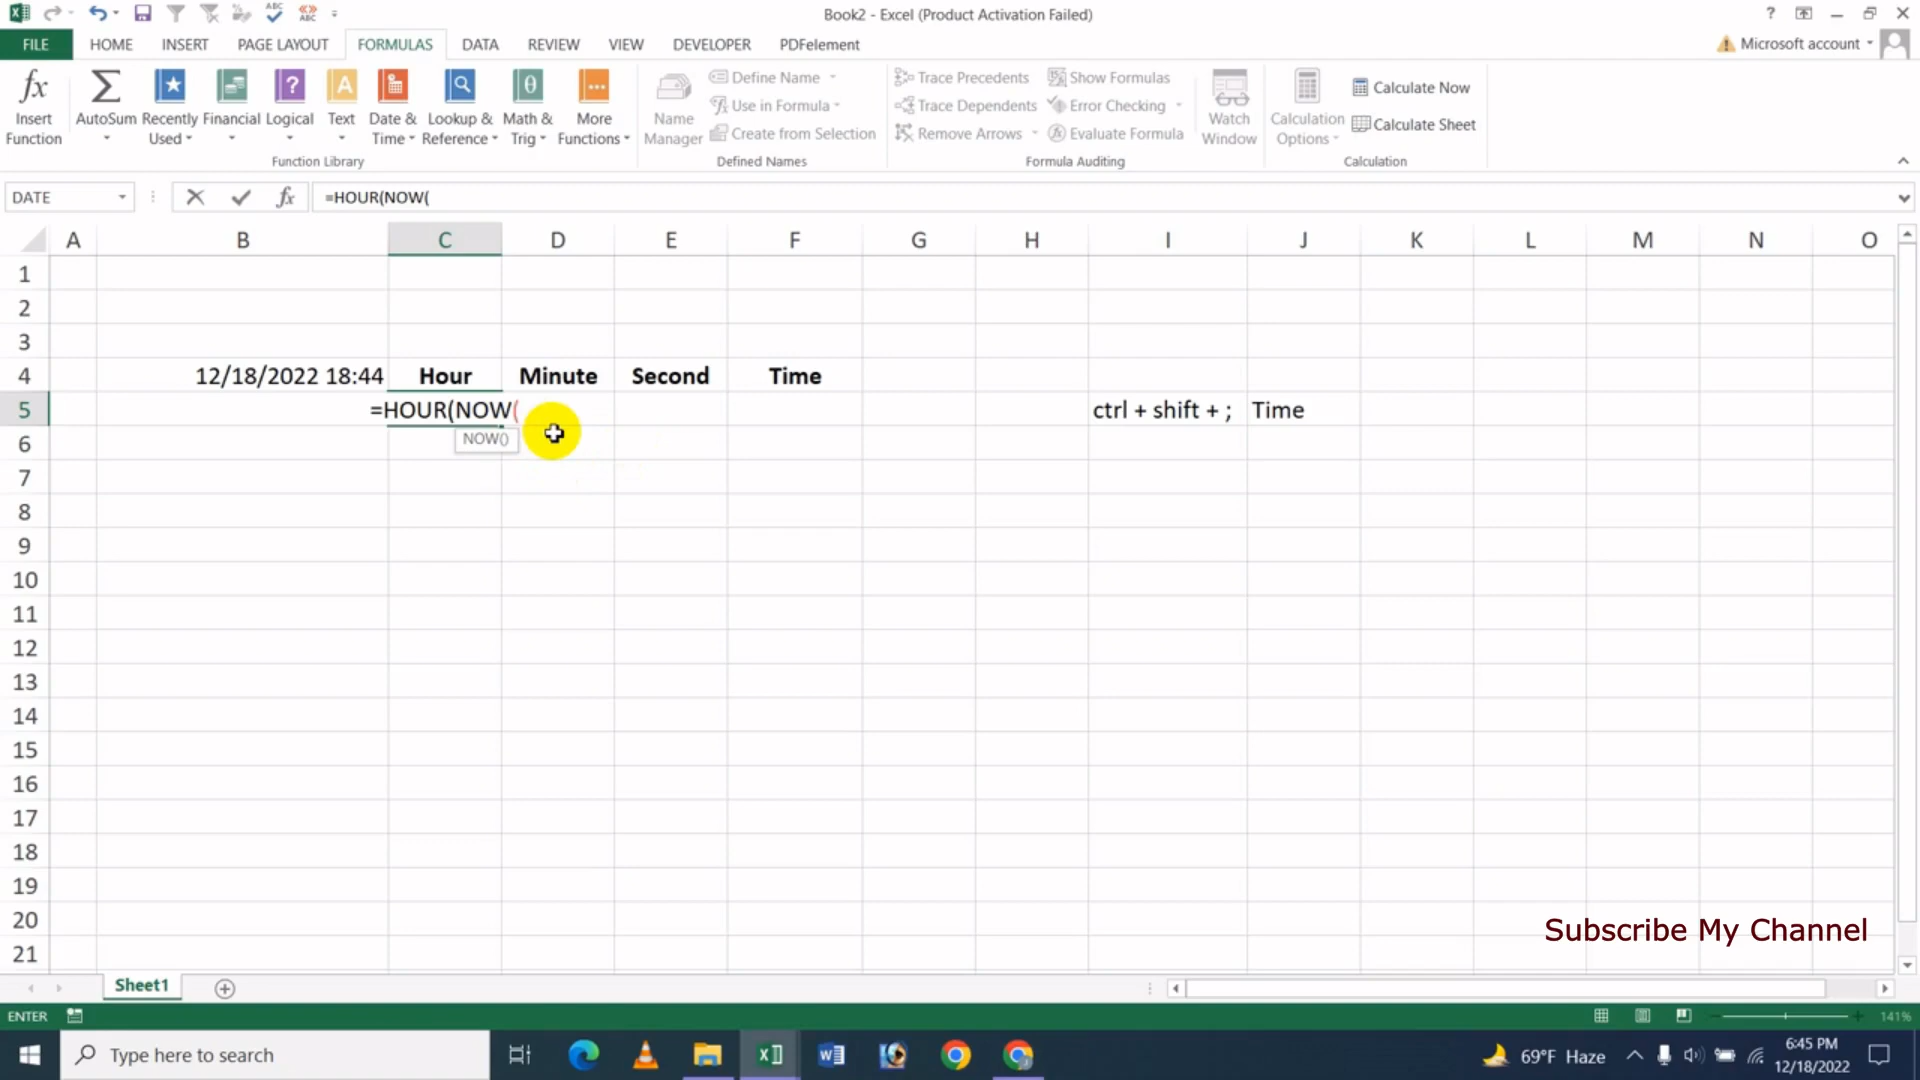 Book2 - Excel (Product Activation Failed)
?
FILE HOME INSERT PAGE LAYOUT FORMULAS DATA REVIEW VIEW DEVELOPER PDFelement Microsoft account
fx Insert Function
Σ AutoSum
Recently Used
Financial
Logical
Text
Date & Time
Lookup & Reference
Math & Trig
More Functions
Function Library
Name Manager
Define Name
Use in Formula
Create from Selection
Defined Names
Trace Precedents
Trace Dependents
Remove Arrows
Show Formulas
Error Checking
Evaluate Formula
Formula Auditing
Watch Window
Calculation Options
Calculate Now
Calculate Sheet
Calculation
DATE fx =HOUR(NOW(
A B C D E F G H I J K L M N O
1
2
3
4 12/18/2022 18:44 Hour Minute Second Time
5 =HOUR(NOW( ctrl + shift + ; Time
NOW()
6
7
8
9
10
11
12
13
14
15
16
17
18
19
20
21
Subscribe My Channel
Sheet1
ENTER 141%
Type here to search
69°F Haze
6:45 PM
12/18/2022